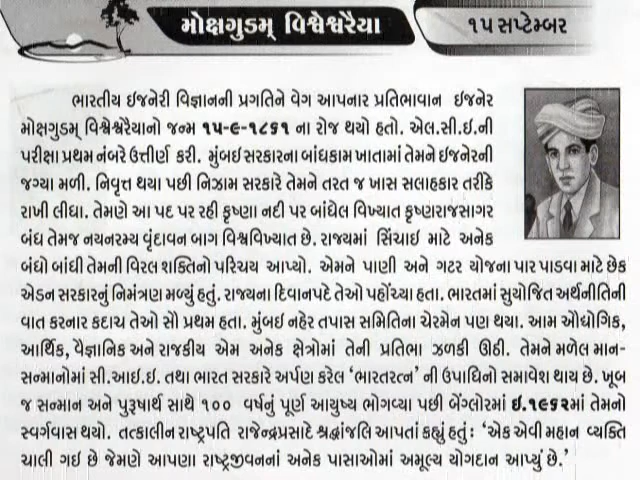 મોક્ષગુડમ્ વિશ્વેશ્વરૈયા
૧૫ સપ્ટેમ્બર
ભારતીય ઇજનેરી વિજ્ઞાનની પ્રગતિને વેગ આપનાર પ્રતિભાવાન ઇજનેર
મોક્ષગુડમ્ વિશ્વેશ્વરૈયાનો જન્મ ૧૫-૯-૧૮૬૧ ના રોજ થયો હતો. એલ.સી.ઇ.ની
પરીક્ષા પ્રથમ નંબરે ઉત્તીર્ણ કરી. મુંબઇ સરકારના બાંધકામ ખાતામાં તેમને ઇજનેરની
જગ્યા મળી. નિવૃત્ત થયા પછી નિઝામ સરકારે તેમને તરત જ ખાસ સલાહકાર તરીકે
રાખી લીધા. તેમણે આ પદ પર રહી કૃષ્ણા નદી પર બાંધેલ વિખ્યાત કૃષ્ણરાજસાગર
બંધ તેમજ નયનરમ્ય વૃંદાવન બાગ વિશ્વવિખ્યાત છે. રાજ્યમાં સિંચાઇ માટે અનેક
બંધો બાંધી તેમની વિરલ શક્તિનો પરિચય આપ્યો. એમને પાણી અને ગટર યોજના પાર પાડવા માટે છેક
એડન સરકારનું નિમંત્રણ મળ્યું હતું. રાજ્યના દિવાનપદે તેઓ પહોંચ્યા હતા. ભારતમાં સુયોજિત અર્થનીતિની
વાત કરનાર કદાચ તેઓ સૌ પ્રથમ હતા. મુંબઇ નહેર તપાસ સમિતિના ચેરમેન પણ થયા. આમ ઔદ્યોગિક,
આર્થિક, વૈજ્ઞાનિક અને રાજકીય એમ અનેક ક્ષેત્રોમાં તેની પ્રતિભા ઝળકી ઊઠી. તેમને મળેલ માન-
સન્માનોમાં સી.આઇ.ઇ. તથા ભારત સરકારે અર્પણ કરેલ ‘ભારતરત્ન’ ની ઉપાધિનો સમાવેશ થાય છે. ખૂબ
જ સન્માન અને પુરૂષાર્થ સાથે ૧૦૦ વર્ષનું પૂર્ણ આયુષ્ય ભોગવ્યા પછી બેંગ્લોરમાં ઇ.૧૯૬૨માં તેમનો
સ્વર્ગવાસ થયો. તત્કાલીન રાષ્ટ્રપતિ રાજેન્દ્રપ્રસાદે શ્રદ્ધાંજલિ આપતાં કહ્યું હતું : ‘એક એવી મહાન વ્યક્તિ
ચાલી ગઇ છે જેમણે આપણા રાષ્ટ્રજીવનનાં અનેક પાસાઓમાં અમૂલ્ય યોગદાન આપ્યું છે.’